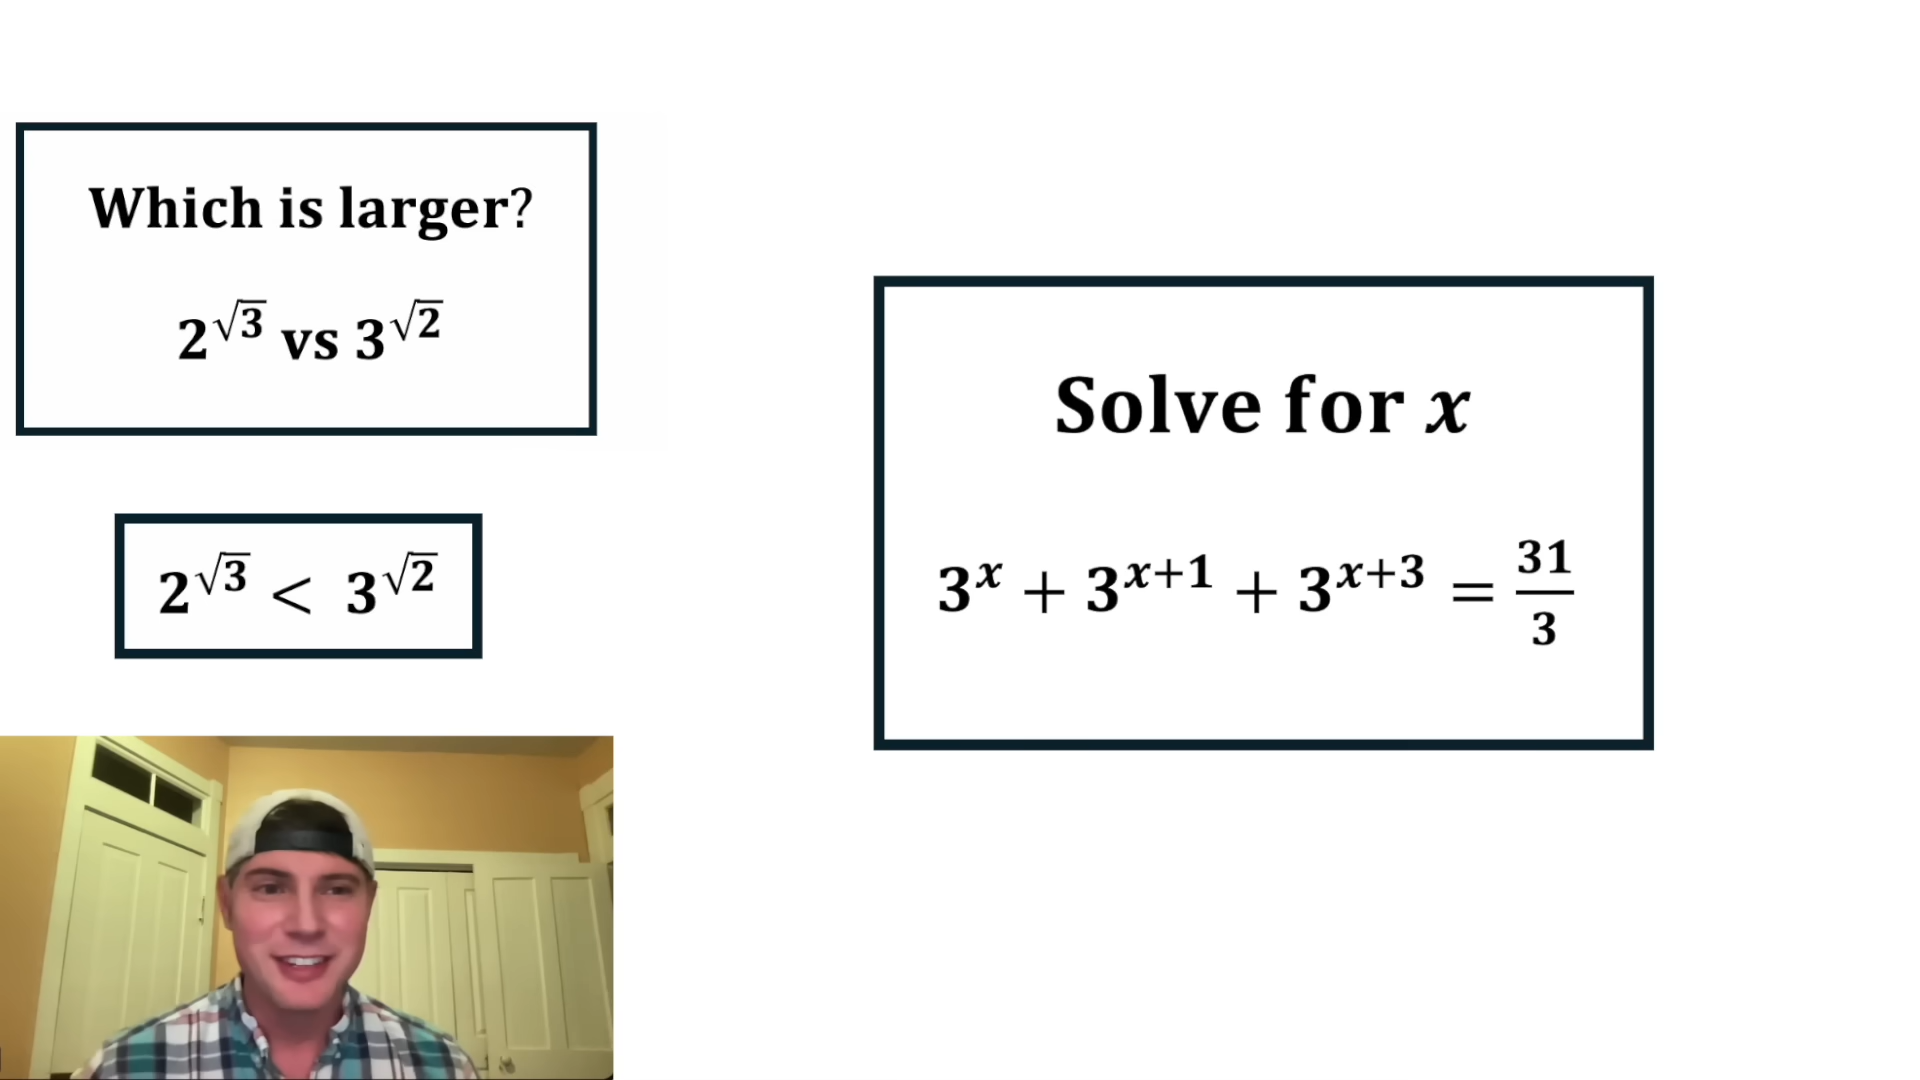 Which is larger?
2^√3 vs 3^√2
2^√3 < 3^√2
Solve for x
3^x + 3^(x+1) + 3^(x+3) = 31/3